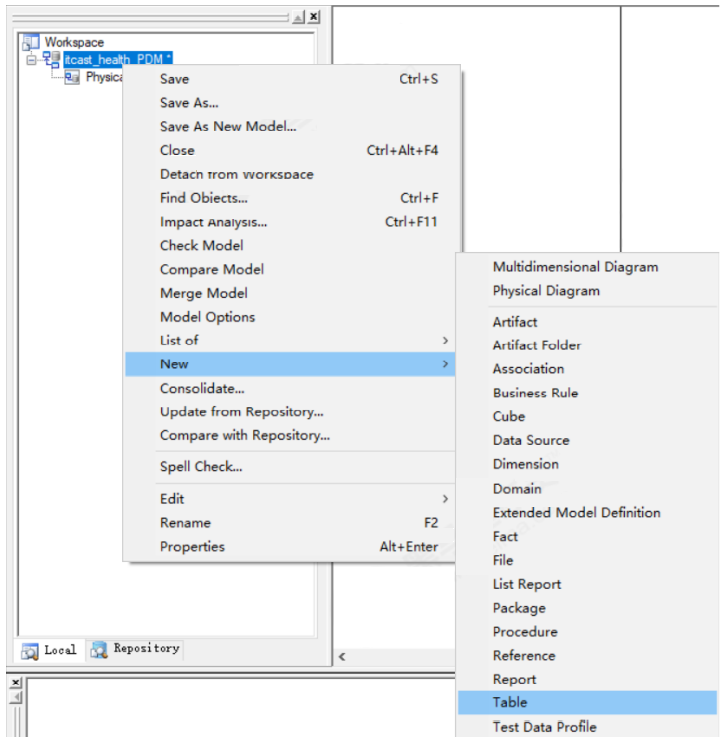 Workspace
itcast_health_PDM *
Physica
Save Ctrl+S
Save As...
Save As New Model...
Close Ctrl+Alt+F4
Detach from Workspace
Find Objects... Ctrl+F
Impact Analysis... Ctrl+F11
Check Model
Compare Model
Merge Model
Model Options
List of >
New >
Consolidate...
Update from Repository...
Compare with Repository...
Spell Check...
Edit >
Rename F2
Properties Alt+Enter
Multidimensional Diagram
Physical Diagram
Artifact
Artifact Folder
Association
Business Rule
Cube
Data Source
Dimension
Domain
Extended Model Definition
Fact
File
List Report
Package
Procedure
Reference
Report
Table
Test Data Profile
Local Repository